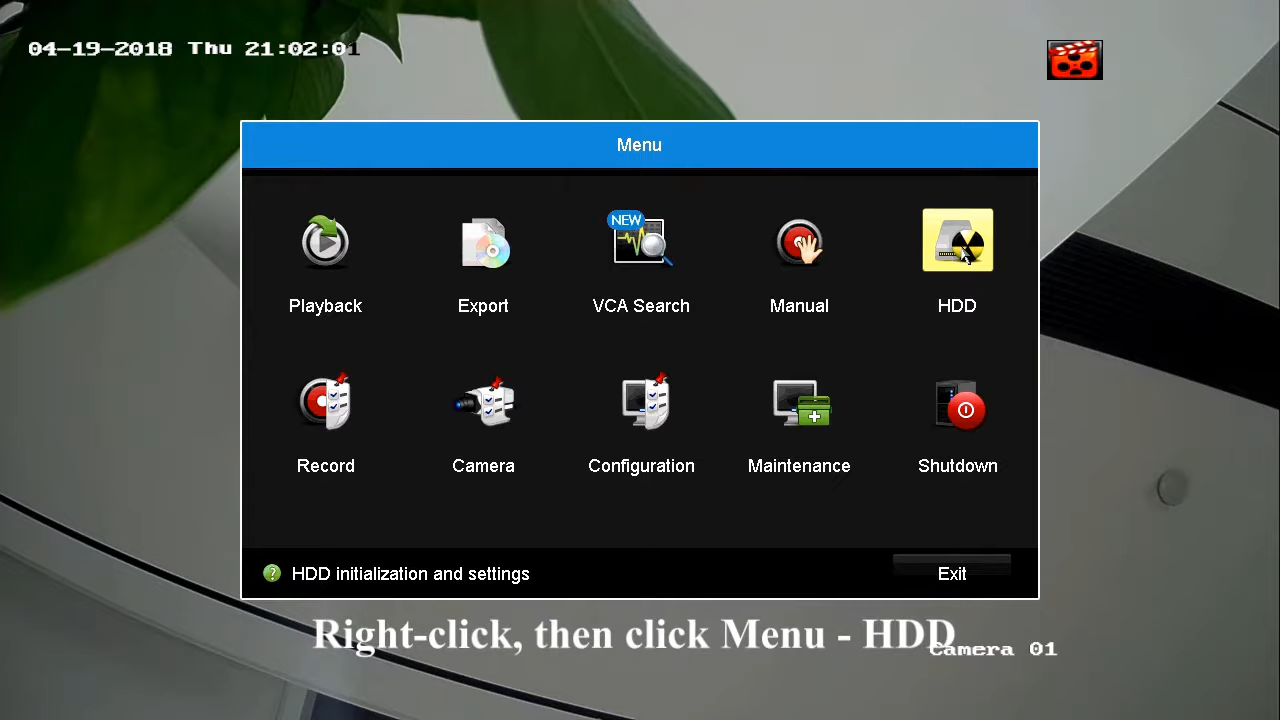 04-19-2018 Thu 21:02:01
Menu
NEW
Playback
Export
VCA Search
Manual
HDD
Record
Camera
Configuration
Maintenance
Shutdown
HDD initialization and settings
Exit
Right-click, then click Menu - HDD
Camera 01